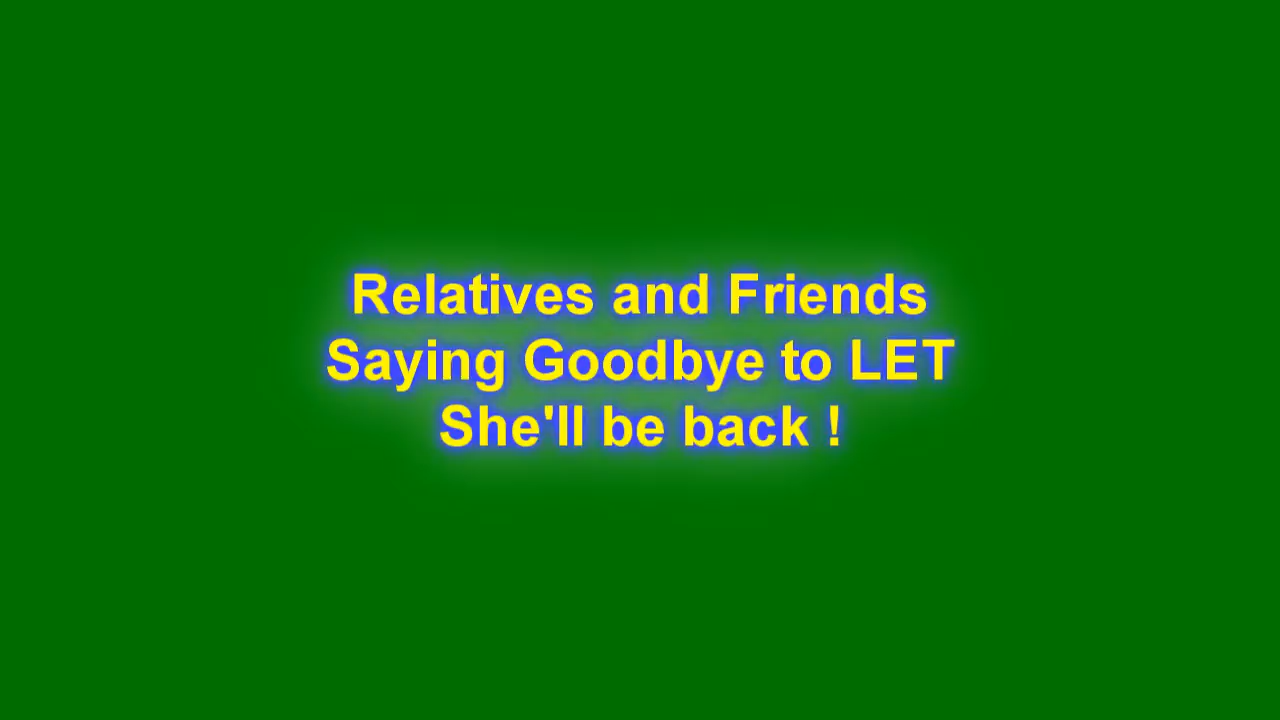 Relatives and Friends
Saying Goodbye to LET
She'll be back !